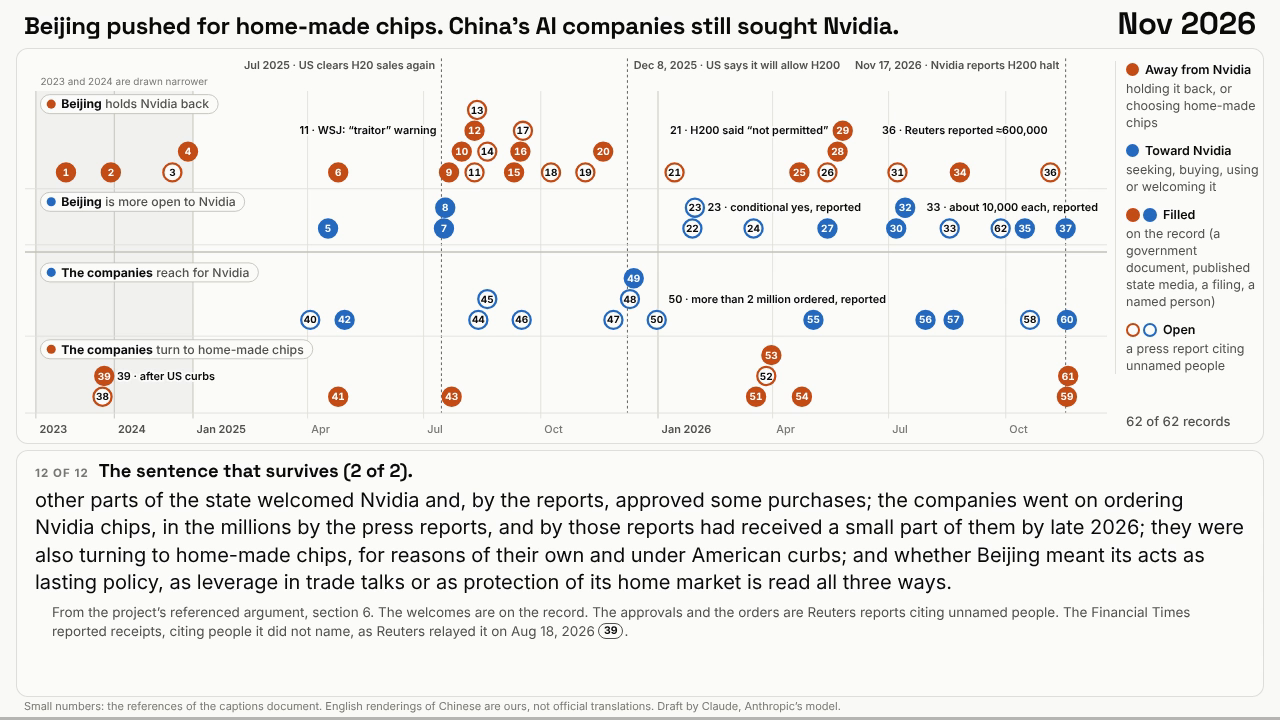 Beijing pushed for home-made chips. China's AI companies still sought Nvidia.
Nov 2026
Jul 2025 · US clears H20 sales again
Dec 8, 2025 · US says it will allow H200
Nov 17, 2026 · Nvidia reports H200 halt
2023 and 2024 are drawn narrower
Beijing holds Nvidia back
13
11 · WSJ: “traitor” warning
12
17
21 · H200 said “not permitted”
29
36 · Reuters reported ≈600,000
4
10
14
16
20
28
1
2
3
6
9
11
15
18
19
21
25
26
31
34
36
Beijing is more open to Nvidia
8
23
23 · conditional yes, reported
32
33 · about 10,000 each, reported
5
7
22
24
27
30
33
62
35
37
The companies reach for Nvidia
49
45
48
50 · more than 2 million ordered, reported
40
42
44
46
47
50
55
56
57
58
60
The companies turn to home-made chips
53
39
39 · after US curbs
52
61
38
41
43
51
54
59
2023
2024
Jan 2025
Apr
Jul
Oct
Jan 2026
Apr
Jul
Oct
Away from Nvidia
holding it back, or
choosing home-made
chips
Toward Nvidia
seeking, buying, using
or welcoming it
Filled
on the record (a
government
document, published
state media, a filing, a
named person)
Open
a press report citing
unnamed people
62 of 62 records
12 OF 12 The sentence that survives (2 of 2).
other parts of the state welcomed Nvidia and, by the reports, approved some purchases; the companies went on ordering
Nvidia chips, in the millions by the press reports, and by those reports had received a small part of them by late 2026; they were
also turning to home-made chips, for reasons of their own and under American curbs; and whether Beijing meant its acts as
lasting policy, as leverage in trade talks or as protection of its home market is read all three ways.
From the project's referenced argument, section 6. The welcomes are on the record. The approvals and the orders are Reuters reports citing unnamed people. The Financial Times
reported receipts, citing people it did not name, as Reuters relayed it on Aug 18, 2026 39.
Small numbers: the references of the captions document. English renderings of Chinese are ours, not official translations. Draft by Claude, Anthropic's model.